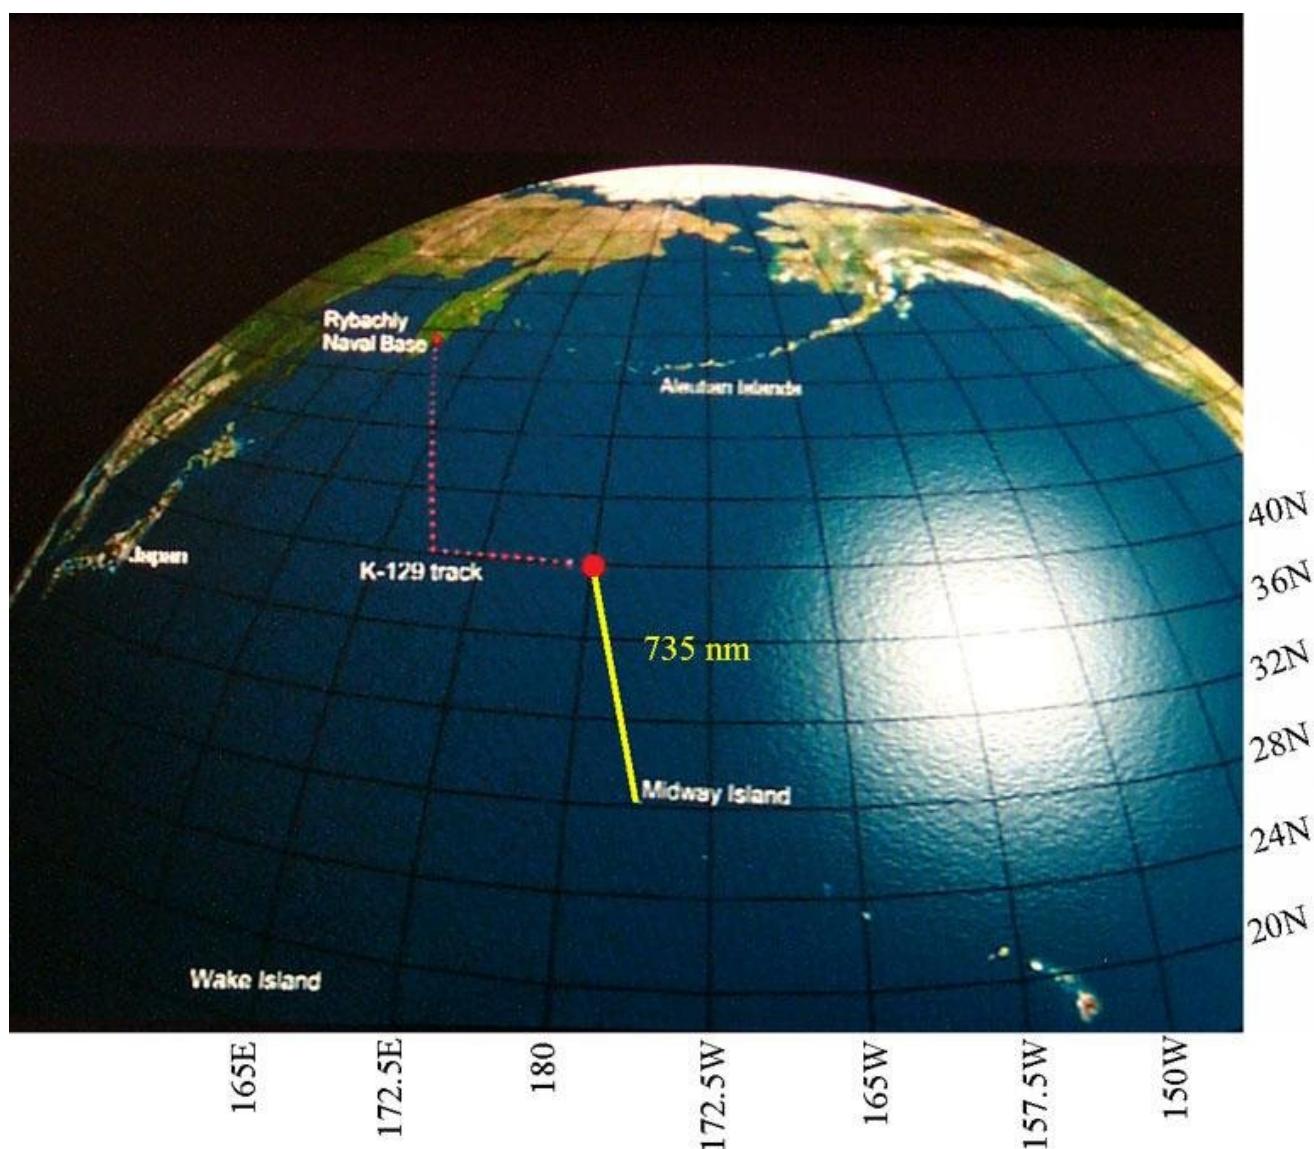 Rybachiy
Naval Base
Aleutian Islands
40N
Japan
K-129 track
36N
735 nm
32N
28N
Midway Island
24N
20N
Wake Island
165E
172.5E
180
172.5W
165W
157.5W
150W